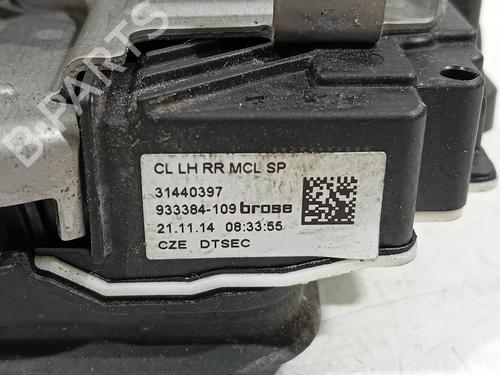 B-PARTS
CL LH RR MCL SP
31440397
933384-109 brose
21.11.14 08:33:55
CZE DTSEC